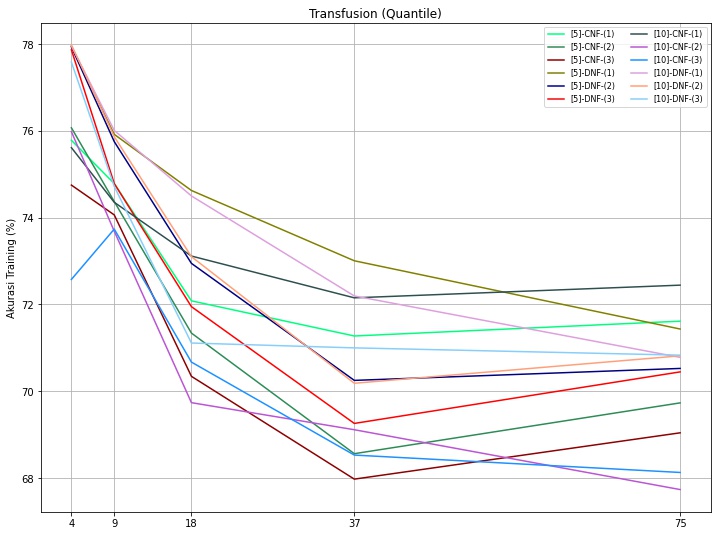 Transfusion (Quantile)
[5]-CNF-(1)
[5]-CNF-(2)
[5]-CNF-(3)
[5]-DNF-(1)
[5]-DNF-(2)
[5]-DNF-(3)
[10]-CNF-(1)
[10]-CNF-(2)
[10]-CNF-(3)
[10]-DNF-(1)
[10]-DNF-(2)
[10]-DNF-(3)
Akurasi Training (%)
78
76
74
72
70
68
4 9 18 37 75